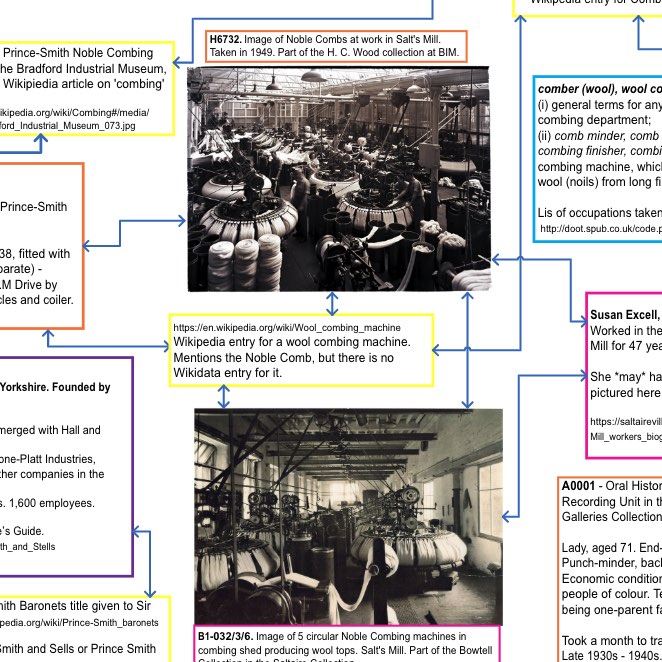 Wikipedia entry for Comb
Prince-Smith Noble Combing
he Bradford Industrial Museum,
Wikipiedia article on 'combing'
ikipedia.org/wiki/Combing#/media/
ford_Industrial_Museum_073.jpg
H6732. Image of Noble Combs at work in Salt's Mill.
Taken in 1949. Part of the H. C. Wood collection at BIM.
comber (wool), wool co
(i) general terms for any
combing department;
(ii) comb minder, comb
combing finisher, combi
combing machine, whic
wool (noils) from long fi
Lis of occupations taken
http://doot.spub.co.uk/code.p
Prince-Smith
38, fitted with
parate) -
.M Drive by
cles and coiler.
https://en.wikipedia.org/wiki/Wool_combing_machine
Wikipedia entry for a wool combing machine.
Mentions the Noble Comb, but there is no
Wikidata entry for it.
Susan Excell,
Worked in the
Mill for 47 yea
She *may* ha
pictured here
https://saltairevill
Mill_workers_biog
Yorkshire. Founded by
merged with Hall and
one-Platt Industries,
ther companies in the
s. 1,600 employees.
e's Guide.
th_and_Stells
A0001 - Oral Histor
Recording Unit in th
Galleries Collection
Lady, aged 71. End-
Punch-minder, back
Economic condition
people of colour. Te
being one-parent fa
Took a month to tra
Late 1930s - 1940s.
mith Baronets title given to Sir
pedia.org/wiki/Prince-Smith_baronets
Smith and Sells or Prince Smith
B1-032/3/6. Image of 5 circular Noble Combing machines in
combing shed producing wool tops. Salt's Mill. Part of the Bowtell
Collection in the Saltaire Collection